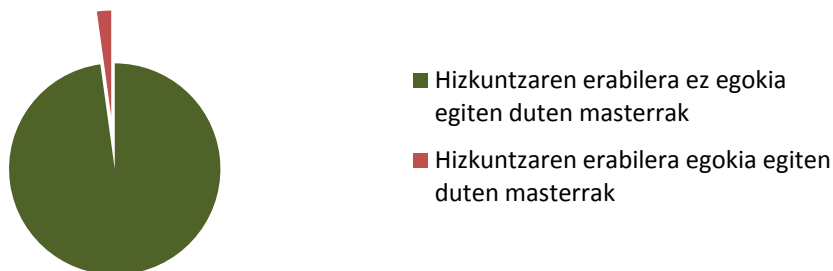 Hizkuntzaren erabilera ez egokia
egiten duten masterrak
Hizkuntzaren erabilera egokia egiten
duten masterrak